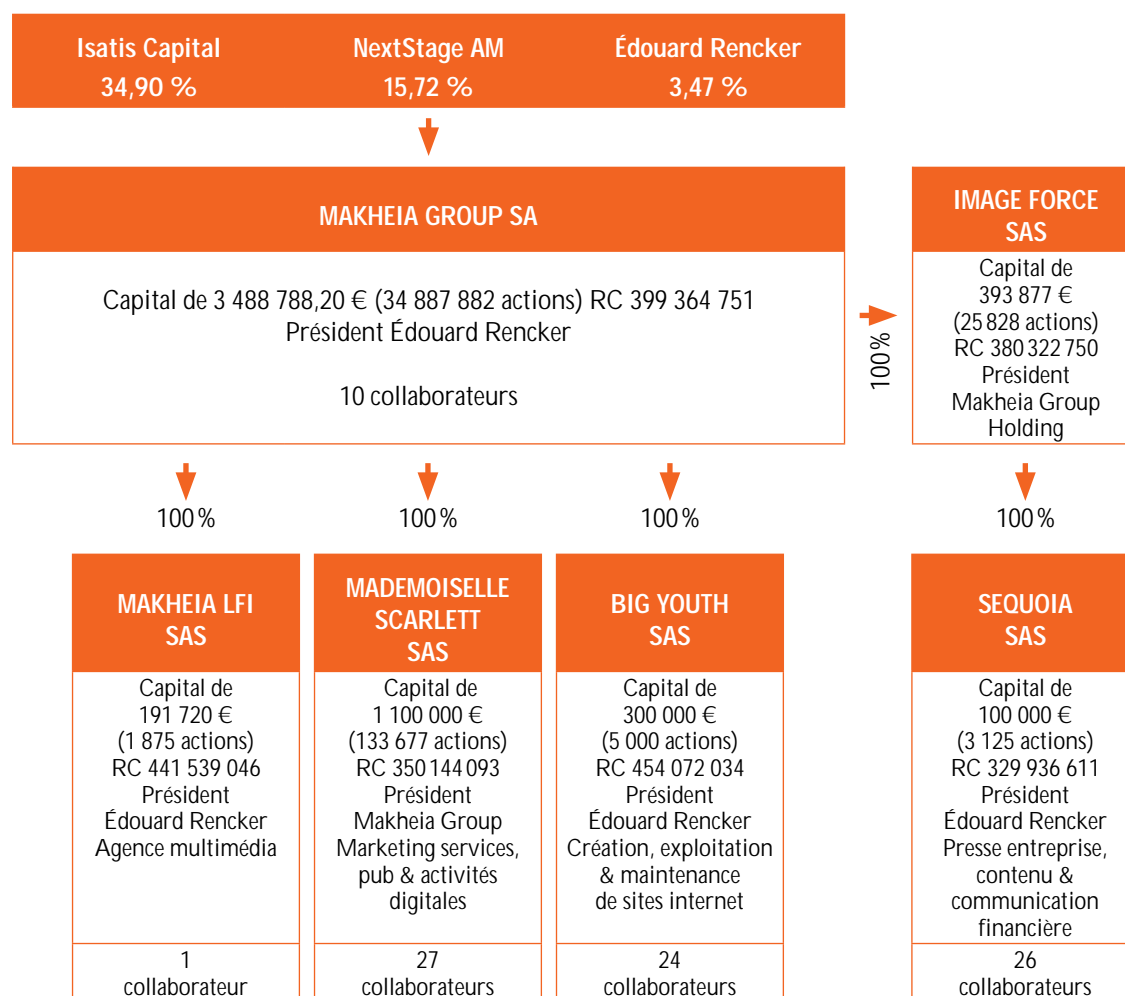 Isatis Capital
34,90 %
NextStage AM
15,72 %
Édouard Rencker
3,47 %
MAKHEIA GROUP SA
Capital de 3 488 788,20 € (34 887 882 actions) RC 399 364 751
Président Édouard Rencker
10 collaborateurs
100%
IMAGE FORCE
SAS
Capital de
393 877 €
(25 828 actions)
RC 380 322 750
Président
Makheia Group
Holding
100 %
100 %
100 %
100 %
MAKHEIA LFI
SAS
Capital de
191 720 €
(1 875 actions)
RC 441 539 046
Président
Édouard Rencker
Agence multimédia
1
collaborateur
MADEMOISELLE
SCARLETT
SAS
Capital de
1 100 000 €
(133 677 actions)
RC 350 144 093
Président
Makheia Group
Marketing services,
pub & activités
digitales
27
collaborateurs
BIG YOUTH
SAS
Capital de
300 000 €
(5 000 actions)
RC 454 072 034
Président
Édouard Rencker
Création, exploitation
& maintenance
de sites internet
24
collaborateurs
SEQUOIA
SAS
Capital de
100 000 €
(3 125 actions)
RC 329 936 611
Président
Édouard Rencker
Presse entreprise,
contenu &
communication
financière
26
collaborateurs